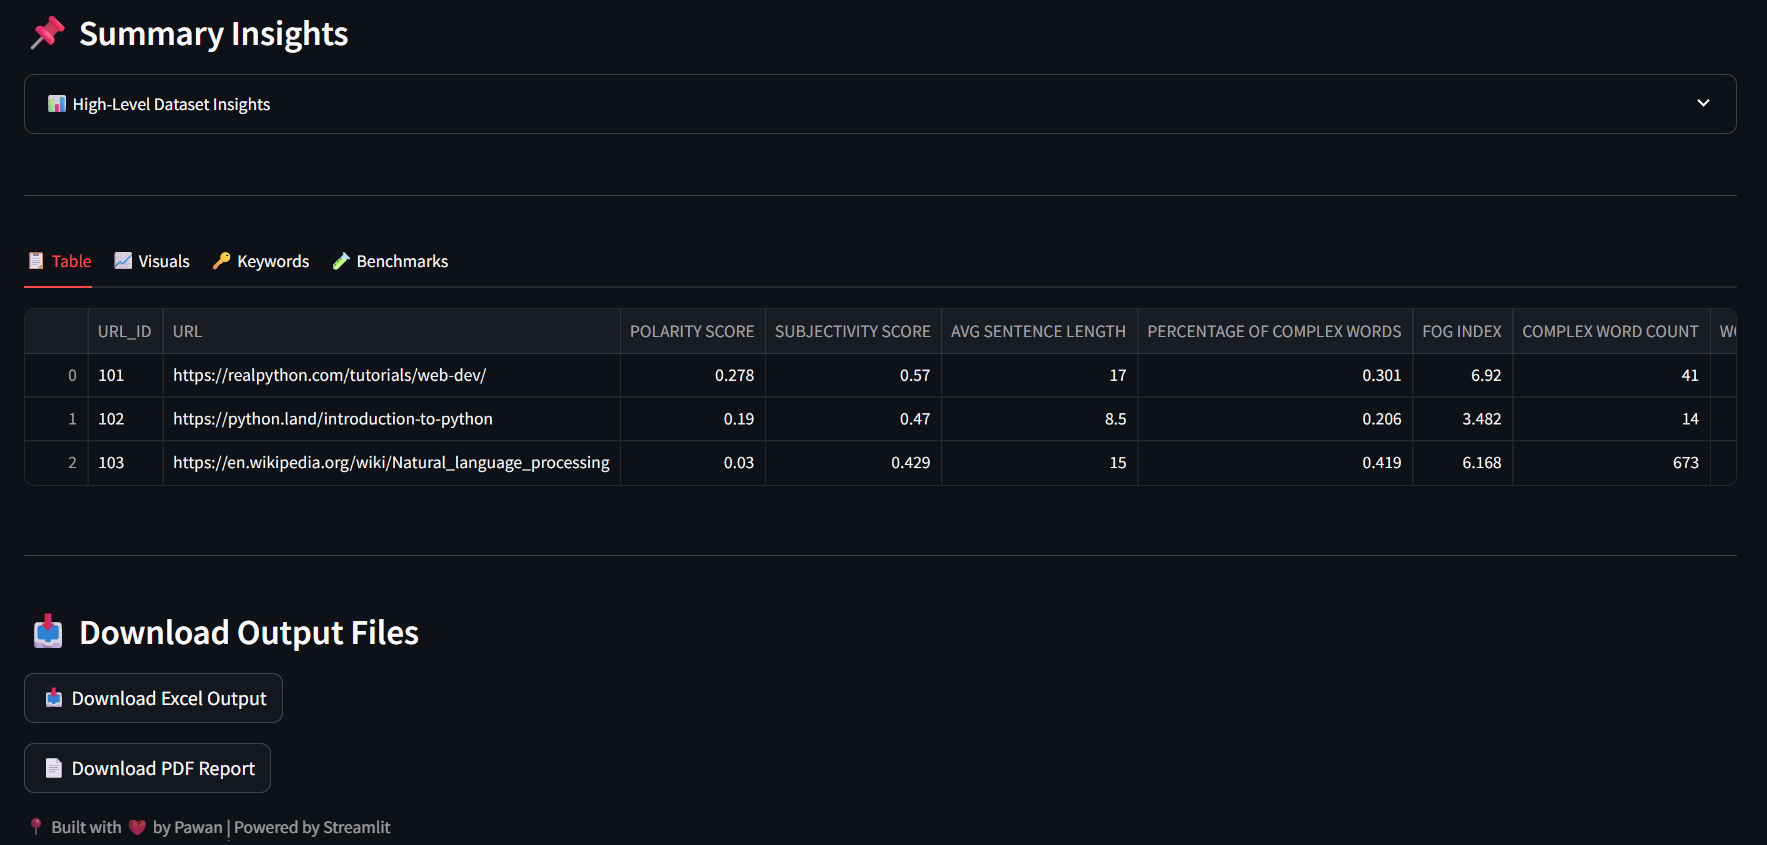 Summary Insights
High-Level Dataset Insights
Table Visuals Keywords Benchmarks
URL_ID URL POLARITY SCORE SUBJECTIVITY SCORE AVG SENTENCE LENGTH PERCENTAGE OF COMPLEX WORDS FOG INDEX COMPLEX WORD COUNT
0 101 https://realpython.com/tutorials/web-dev/ 0.278 0.57 17 0.301 6.92 41
1 102 https://python.land/introduction-to-python 0.19 0.47 8.5 0.206 3.482 14
2 103 https://en.wikipedia.org/wiki/Natural_language_processing 0.03 0.429 15 0.419 6.168 673
Download Output Files
Download Excel Output
Download PDF Report
Built with ❤️ by Pawan | Powered by Streamlit